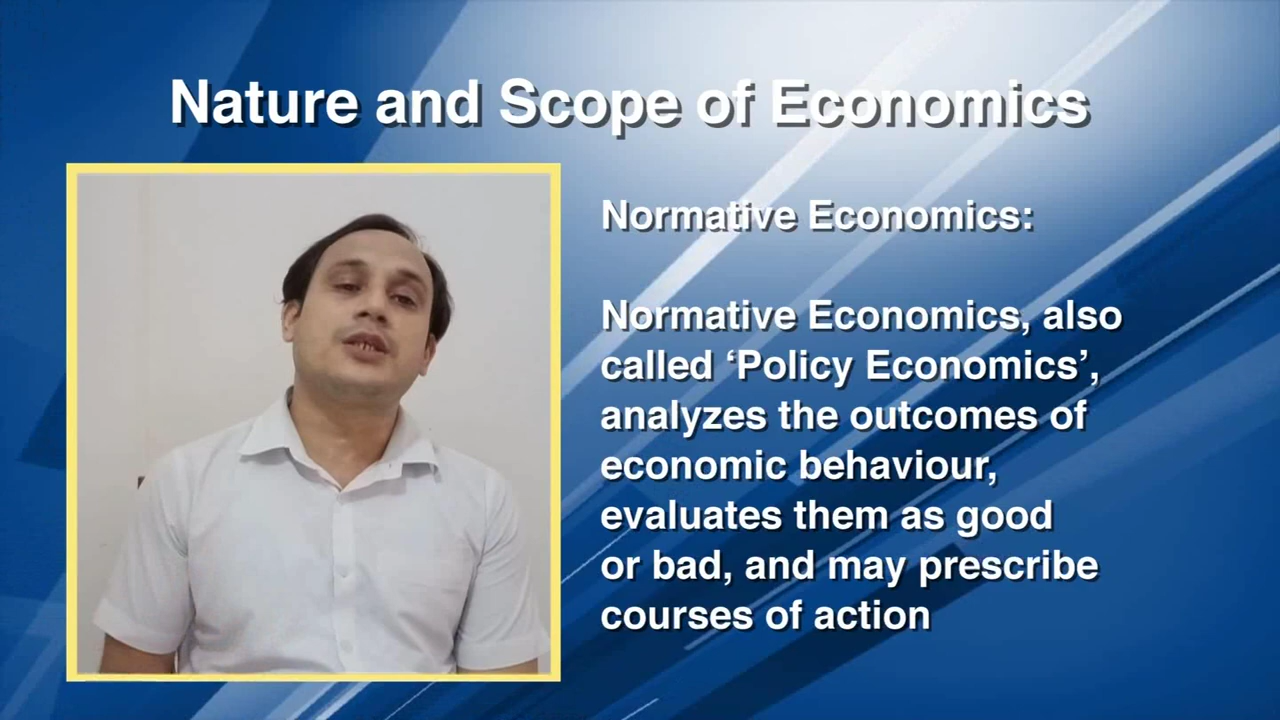 Nature and Scope of Economics
Normative Economics:
Normative Economics, also
called ‘Policy Economics’,
analyzes the outcomes of
economic behaviour,
evaluates them as good
or bad, and may prescribe
courses of action